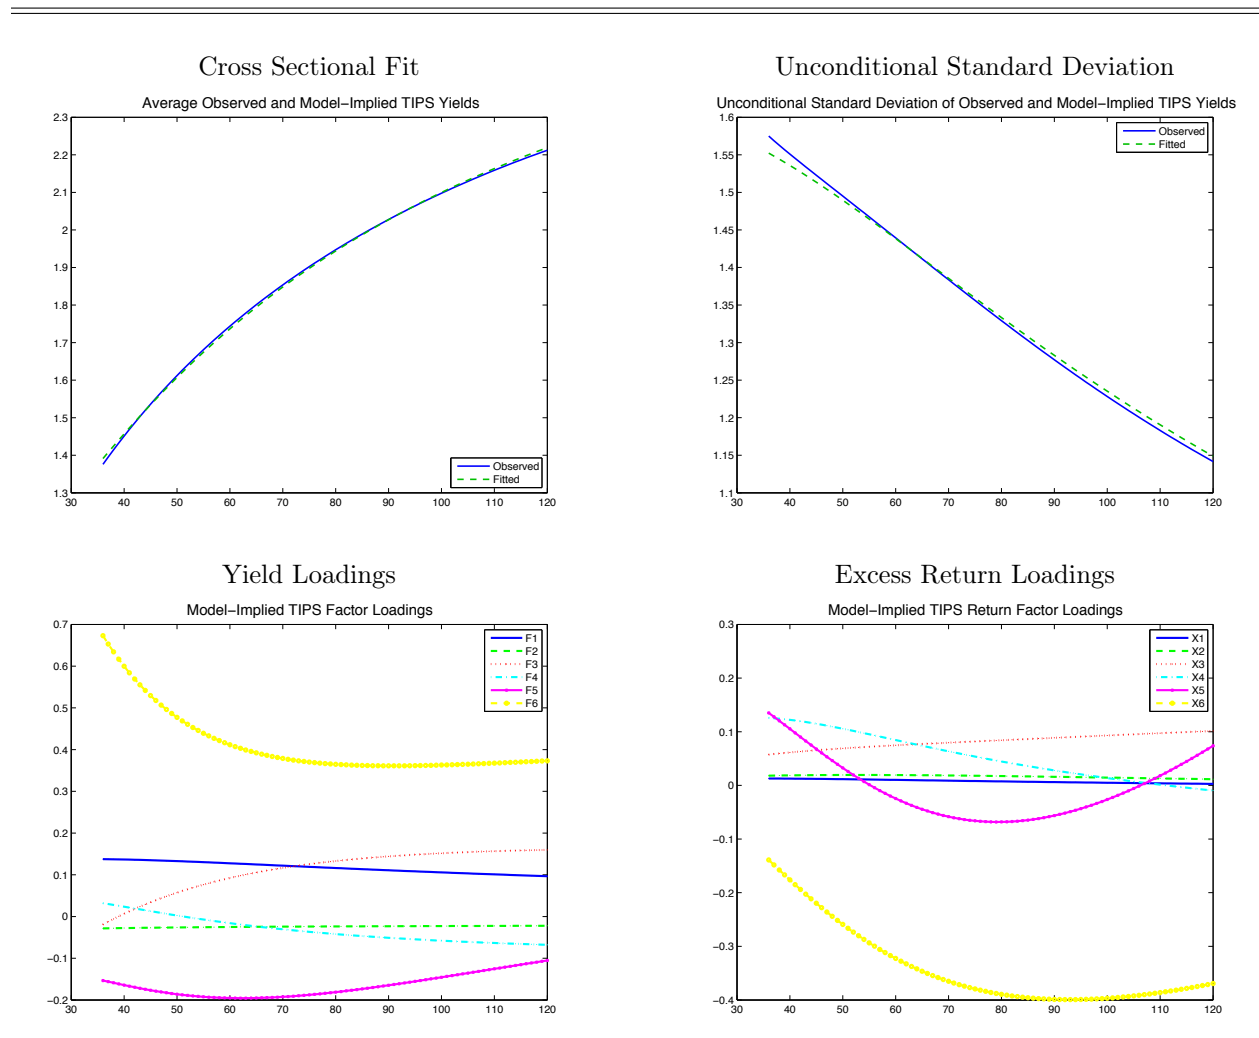 Cross Sectional Fit
Average Observed and Model−Implied TIPS Yields
2.3
2.2
2.1
2
1.9
1.8
1.7
1.6
1.5
1.4
1.3
Observed
Fitted
30 40 50 60 70 80 90 100 110 120
Unconditional Standard Deviation
Unconditional Standard Deviation of Observed and Model−Implied TIPS Yields
1.6
Observed
Fitted
1.55
1.5
1.45
1.4
1.35
1.3
1.25
1.2
1.15
1.1
30 40 50 60 70 80 90 100 110 120
Yield Loadings
Model−Implied TIPS Factor Loadings
0.7
F1
F2
F3
F4
F5
F6
0.6
0.5
0.4
0.3
0.2
0.1
0
−0.1
−0.2
30 40 50 60 70 80 90 100 110 120
Excess Return Loadings
Model−Implied TIPS Return Factor Loadings
0.3
X1
X2
X3
X4
X5
X6
0.2
0.1
0
−0.1
−0.2
−0.3
−0.4
30 40 50 60 70 80 90 100 110 120